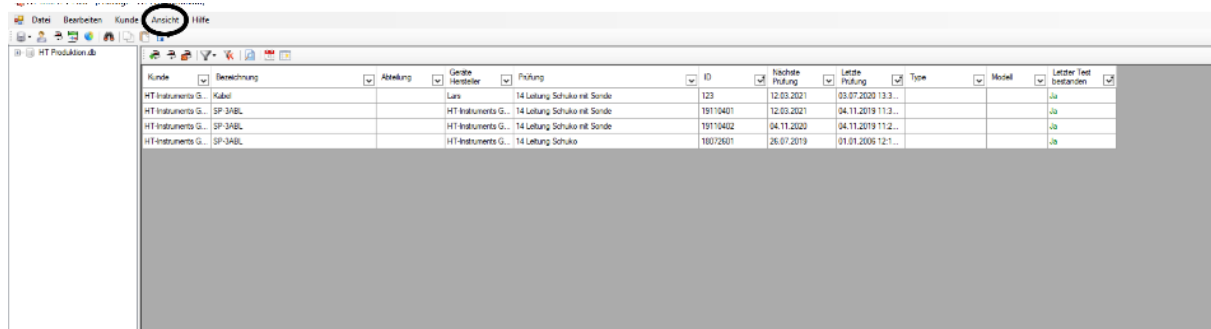 Datei Bearbeiten Kunde Ansicht Hilfe
HT Produktion.db
Kunde Bezeichnung Abteilung Geräte Hersteller Prüfung ID Nächste Prüfung Letzte Prüfung Type Modell Letzter Test bestanden
HT-Instruments G... Kabel Lars 14 Leitung Schuko mit Sonde 123 12.03.2021 03.07.2020 13:3... Ja
HT-Instruments G... SP-3ABL HT-Instruments G... 14 Leitung Schuko mit Sonde 19110401 12.03.2021 04.11.2019 11:3... Ja
HT-Instruments G... SP-3ABL HT-Instruments G... 14 Leitung Schuko mit Sonde 19110402 04.11.2020 04.11.2019 11:2... Ja
HT-Instruments G... SP-3ABL HT-Instruments G... 14 Leitung Schuko 18072601 26.07.2019 01.01.2006 12:1... Ja